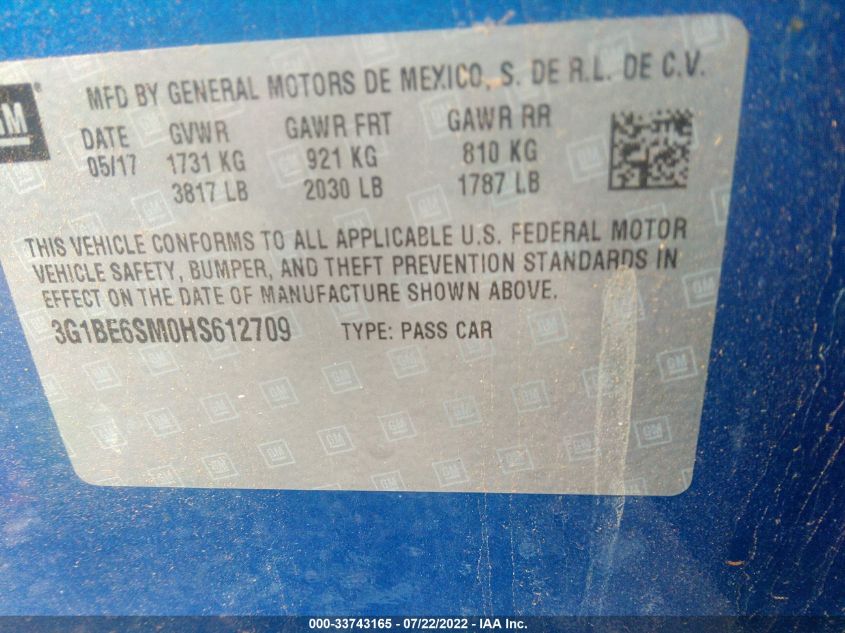 GM ®
MFD BY GENERAL MOTORS DE MEXICO, S. DE R.L. DE C.V.
DATE GVWR GAWR FRT GAWR RR
05/17 1731 KG 921 KG 810 KG
3817 LB 2030 LB 1787 LB
THIS VEHICLE CONFORMS TO ALL APPLICABLE U.S. FEDERAL MOTOR
VEHICLE SAFETY, BUMPER, AND THEFT PREVENTION STANDARDS IN
EFFECT ON THE DATE OF MANUFACTURE SHOWN ABOVE.
3G1BE6SM0HS612709 TYPE: PASS CAR
000-33743165 - 07/22/2022 - IAA Inc.